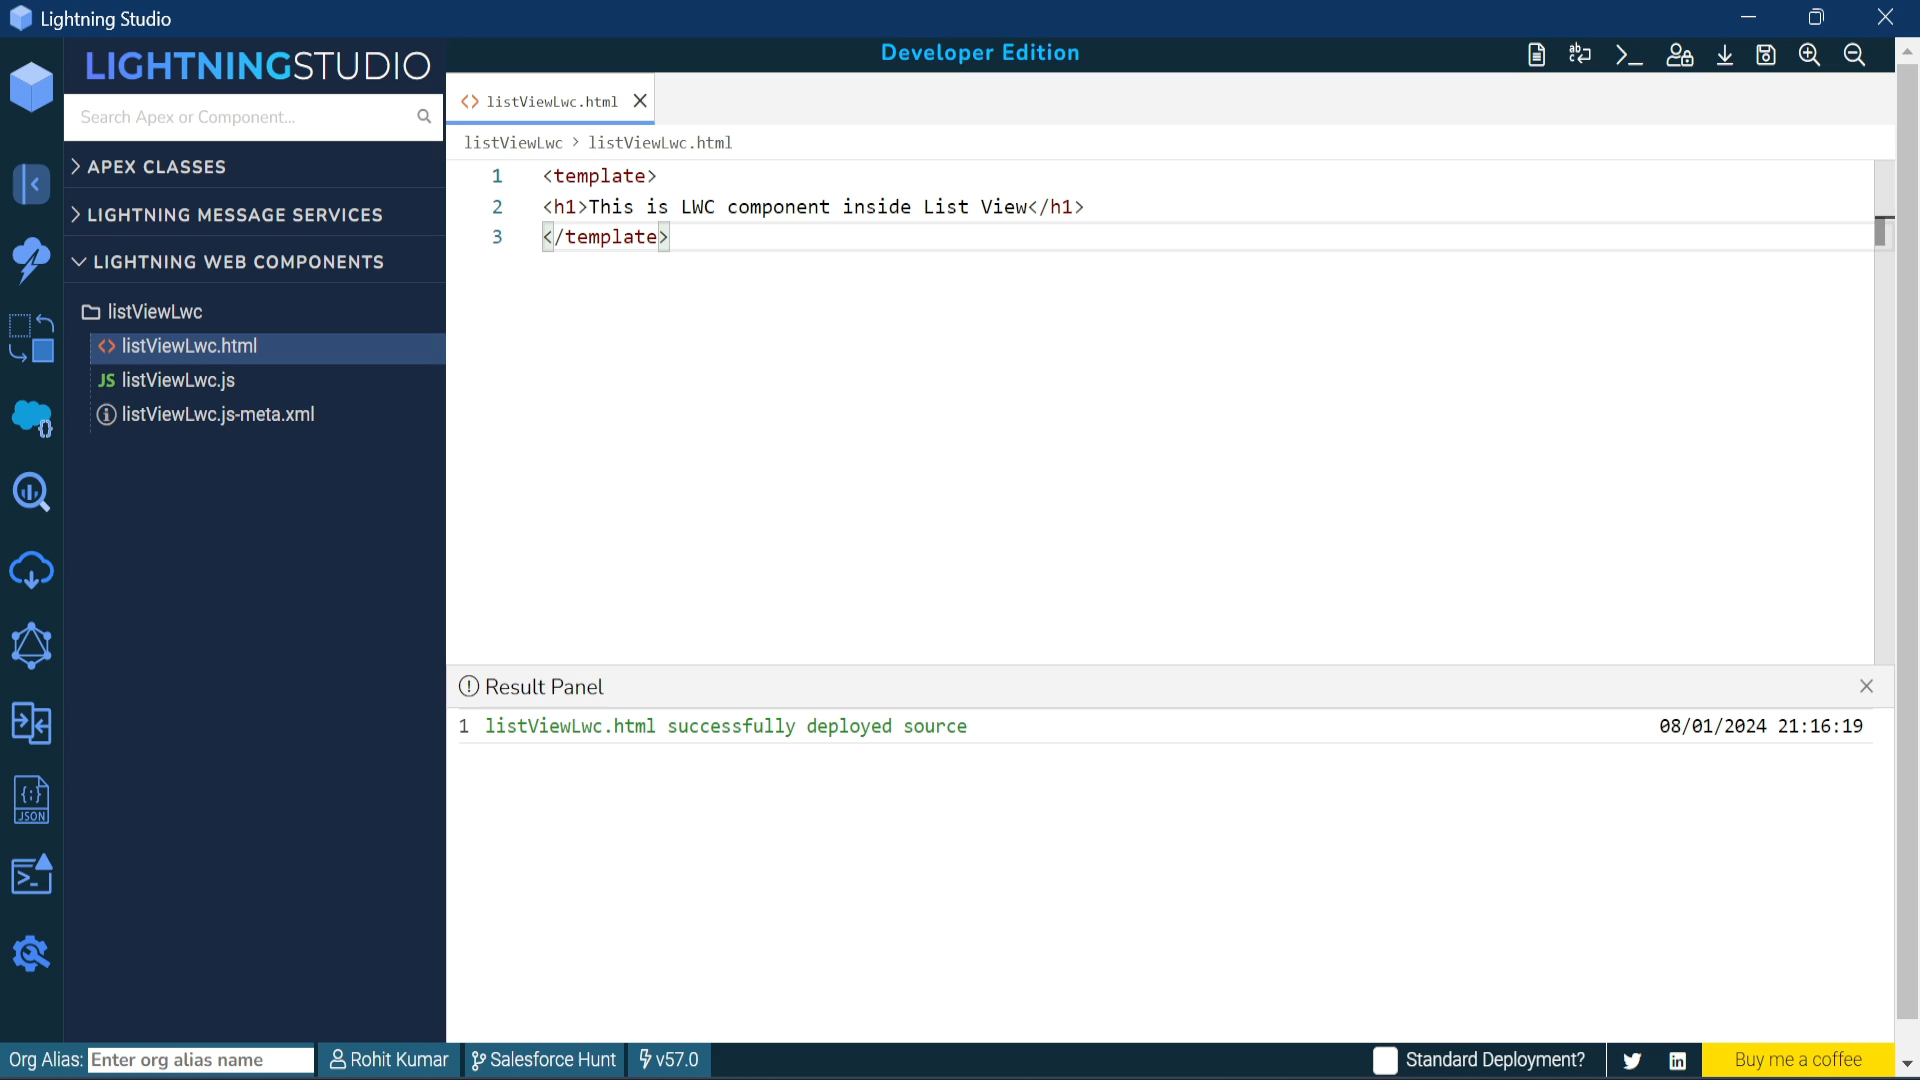 Lightning Studio
LIGHTNINGSTUDIO
Developer Edition
Search Apex or Component...
APEX CLASSES
LIGHTNING MESSAGE SERVICES
LIGHTNING WEB COMPONENTS
listViewLwc
<> listViewLwc.html
JS listViewLwc.js
listViewLwc.js-meta.xml
<> listViewLwc.html
listViewLwc > listViewLwc.html
1 <template>
2 <h1>This is LWC component inside List View</h1>
3 </template>
Result Panel
1 listViewLwc.html successfully deployed source 08/01/2024 21:16:19
JSON
Org Alias: Enter org alias name Rohit Kumar Salesforce Hunt v57.0 Standard Deployment? Buy me a coffee